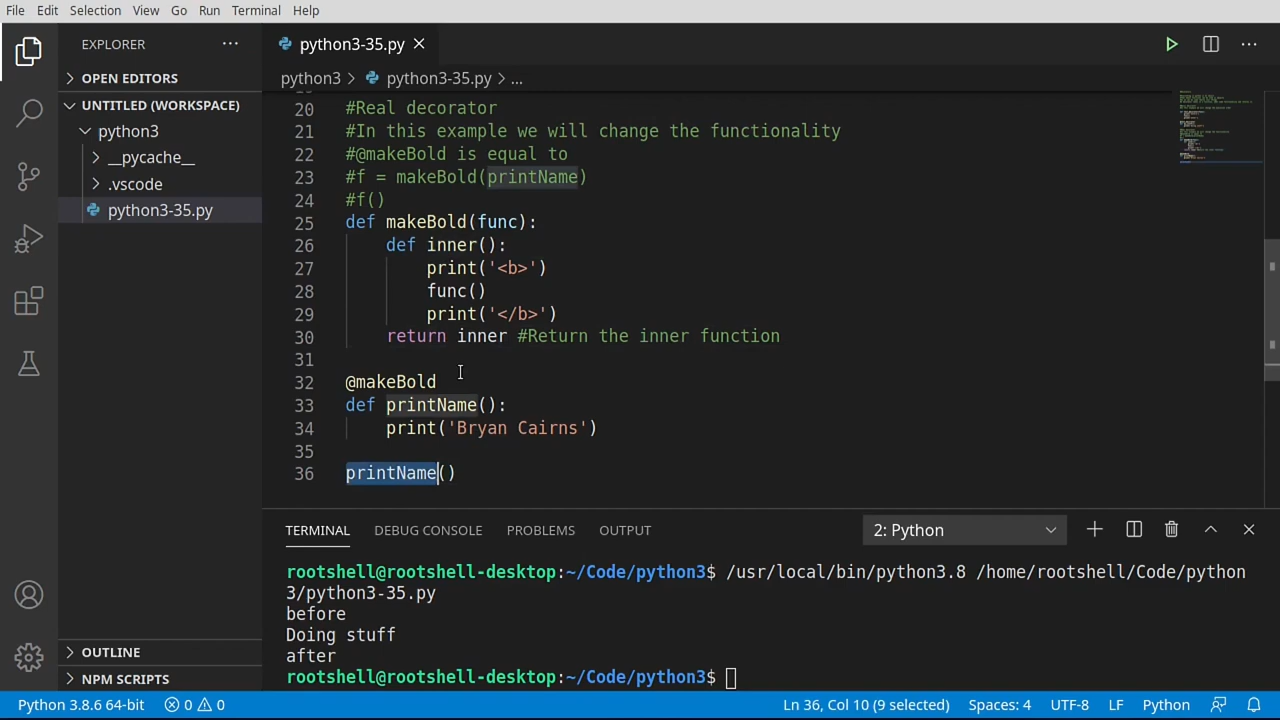 File Edit Selection View Go Run Terminal Help
EXPLORER
python3-35.py
OPEN EDITORS
python3 > python3-35.py > ...
UNTITLED (WORKSPACE)
python3
__pycache__
.vscode
python3-35.py
20 #Real decorator
21 #In this example we will change the functionality
22 #@makeBold is equal to
23 #f = makeBold(printName)
24 #f()
25 def makeBold(func):
26 def inner():
27 print('<b>')
28 func()
29 print('</b>')
30 return inner #Return the inner function
31
32 @makeBold
33 def printName():
34 print('Bryan Cairns')
35
36 printName()
TERMINAL DEBUG CONSOLE PROBLEMS OUTPUT 2: Python
rootshell@rootshell-desktop:~/Code/python3$ /usr/local/bin/python3.8 /home/rootshell/Code/python
3/python3-35.py
before
Doing stuff
after
rootshell@rootshell-desktop:~/Code/python3$
OUTLINE
NPM SCRIPTS
Python 3.8.6 64-bit 0 0 Ln 36, Col 10 (9 selected) Spaces: 4 UTF-8 LF Python